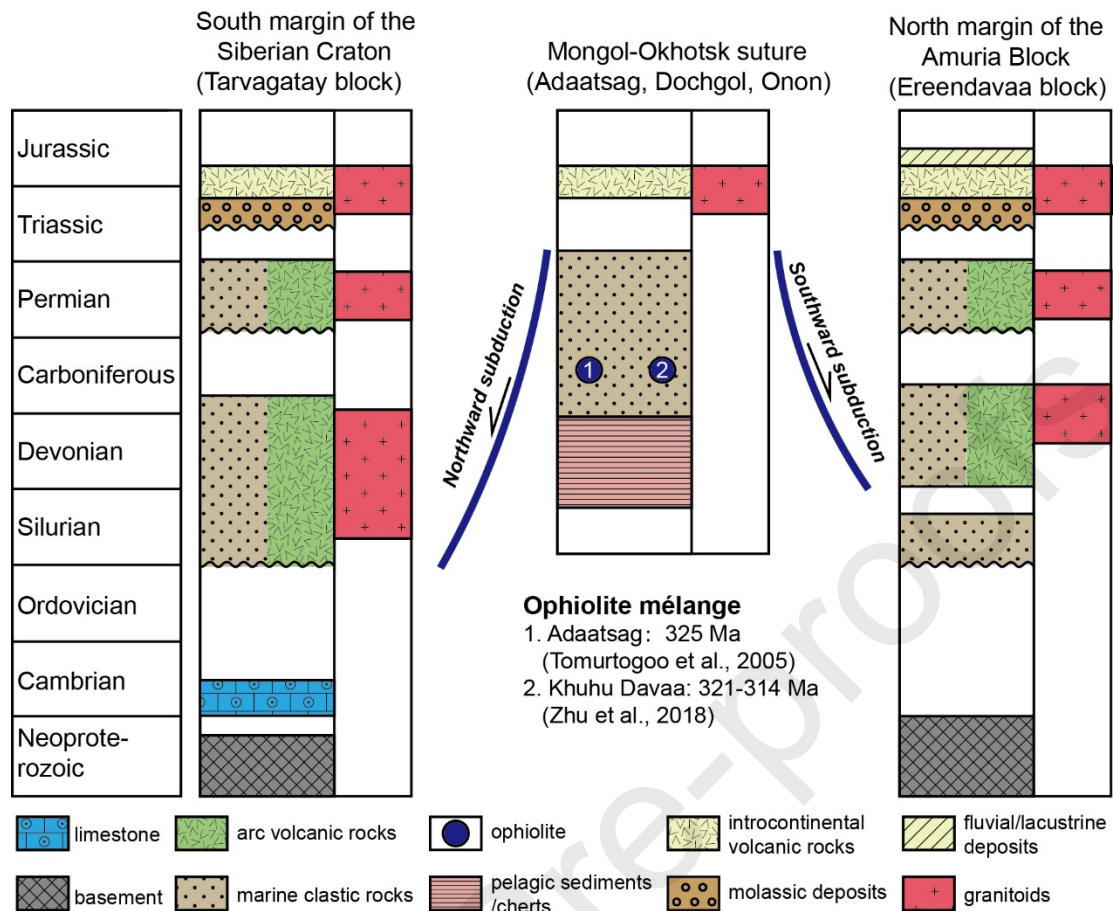 South margin of the
Siberian Craton
(Tarvagatay block)
Mongol-Okhotsk suture
(Adaatsag, Dochgol, Onon)
North margin of the
Amuria Block
(Ereendavaa block)
Jurassic
Triassic
Permian
Carboniferous
Devonian
Silurian
Ordovician
Cambrian
Neoprote-
rozoic
Northward subduction
1
2
Southward subduction
Ophiolite mélange
1. Adaatsag: 325 Ma
(Tomurtogoo et al., 2005)
2. Khuhu Davaa: 321-314 Ma
(Zhu et al., 2018)
limestone
arc volcanic rocks
ophiolite
introcontinental
volcanic rocks
fluvial/lacustrine
deposits
basement
marine clastic rocks
pelagic sediments
/cherts
molassic deposits
granitoids
re-proofs